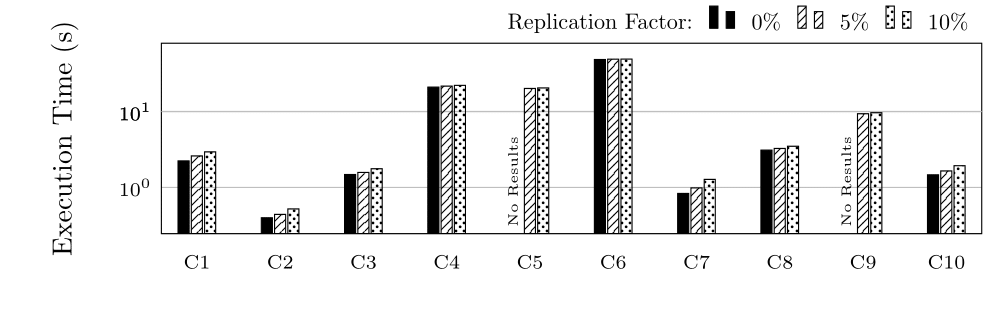 Replication Factor: 0% 5% 10%
Execution Time (s)
10¹
10⁰
No Results
No Results
C1 C2 C3 C4 C5 C6 C7 C8 C9 C10